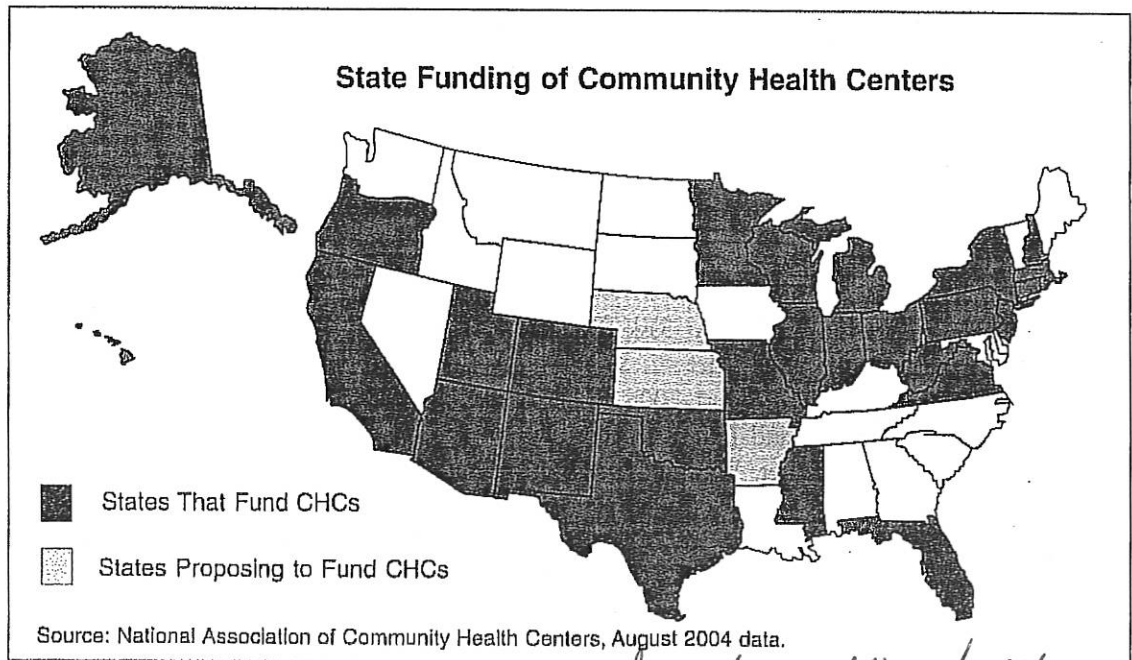 State Funding of Community Health Centers
States That Fund CHCs
States Proposing to Fund CHCs
Source: National Association of Community Health Centers, August 2004 data.